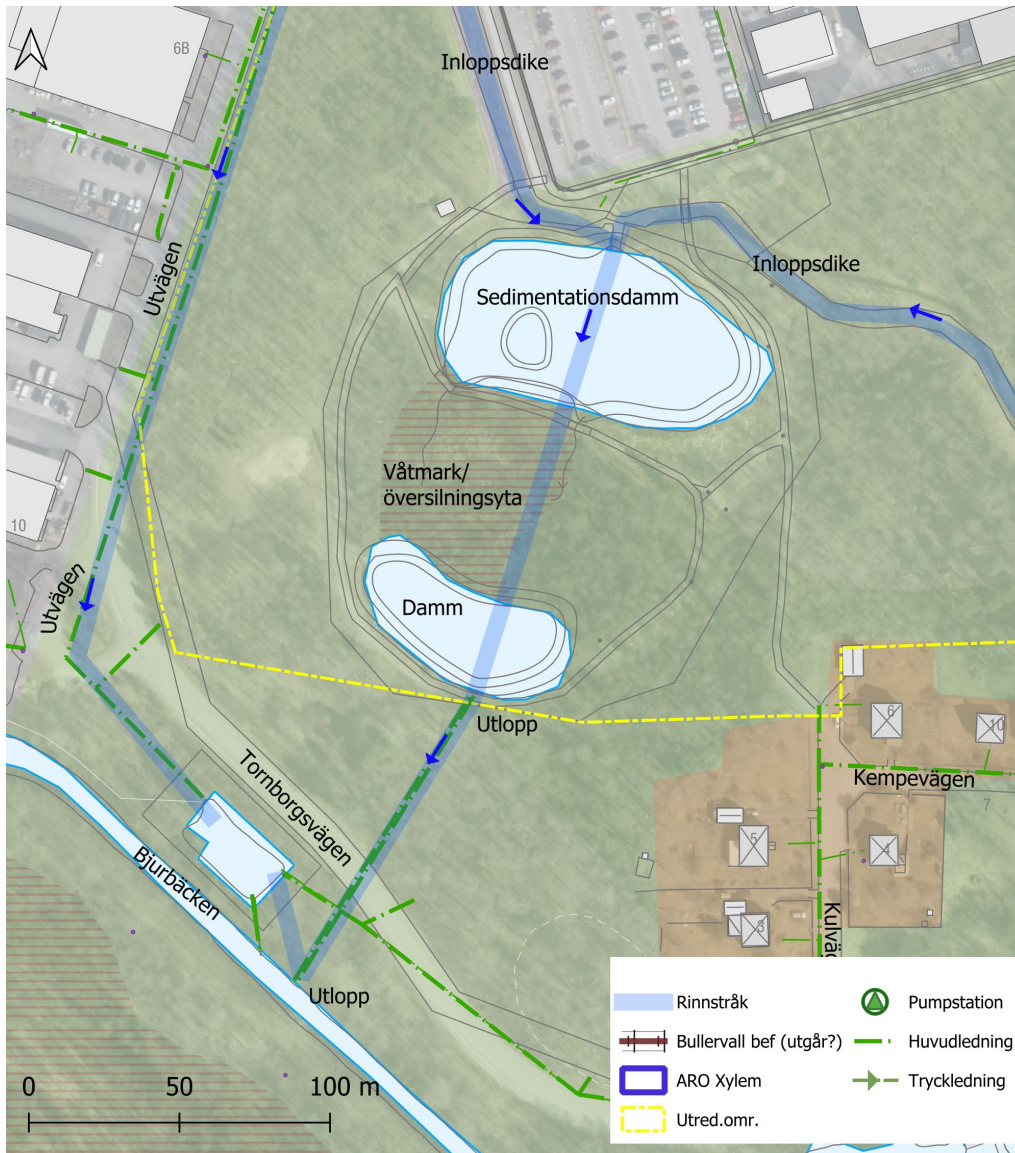 6B
Inloppsdike
Inloppsdike
Utvägen
Sedimentationsdamm
Våtmark/
översilningsyta
10
Utvägen
Damm
Utlopp
6
10
Kempevägen
7
Tornborgsvägen
5
4
Bjurbäcken
3
Utlopp
Rinnstråk
Pumpstation
Bullervall bef (utgår?)
Huvudledning
ARO Xylem
Tryckledning
Utred.omr.
0 50 100 m